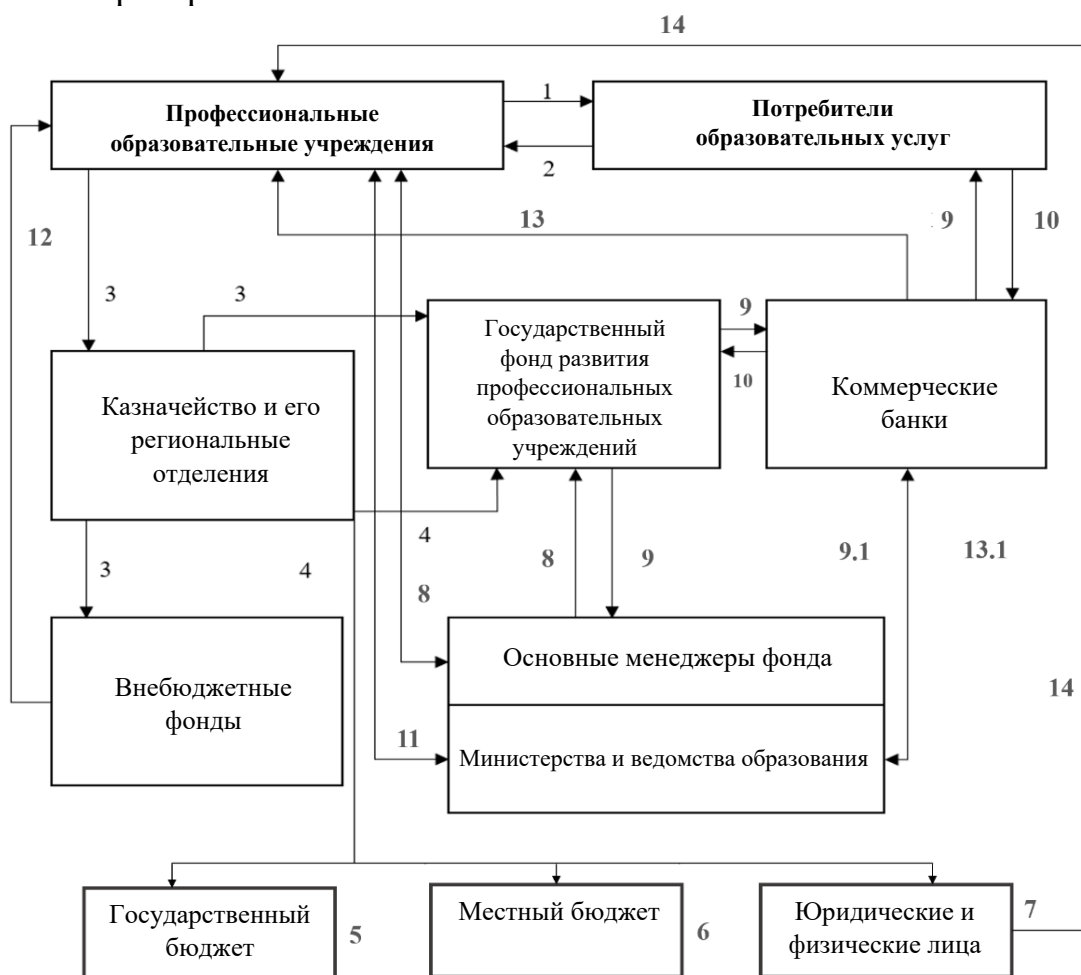 14
Профессиональные
образовательные учреждения
1
2
Потребители
образовательных услуг
12
13
9
10
3
3
Казначейство и его
региональные
отделения
Государственный
фонд развития
профессиональных
образовательных
учреждений
9
10
Коммерческие
банки
3
4
4
8
8
9
9.1
13.1
Внебюджетные
фонды
Основные менеджеры фонда
11
Министерства и ведомства образования
14
Государственный
бюджет
5
Местный бюджет
6
Юридические и
физические лица
7